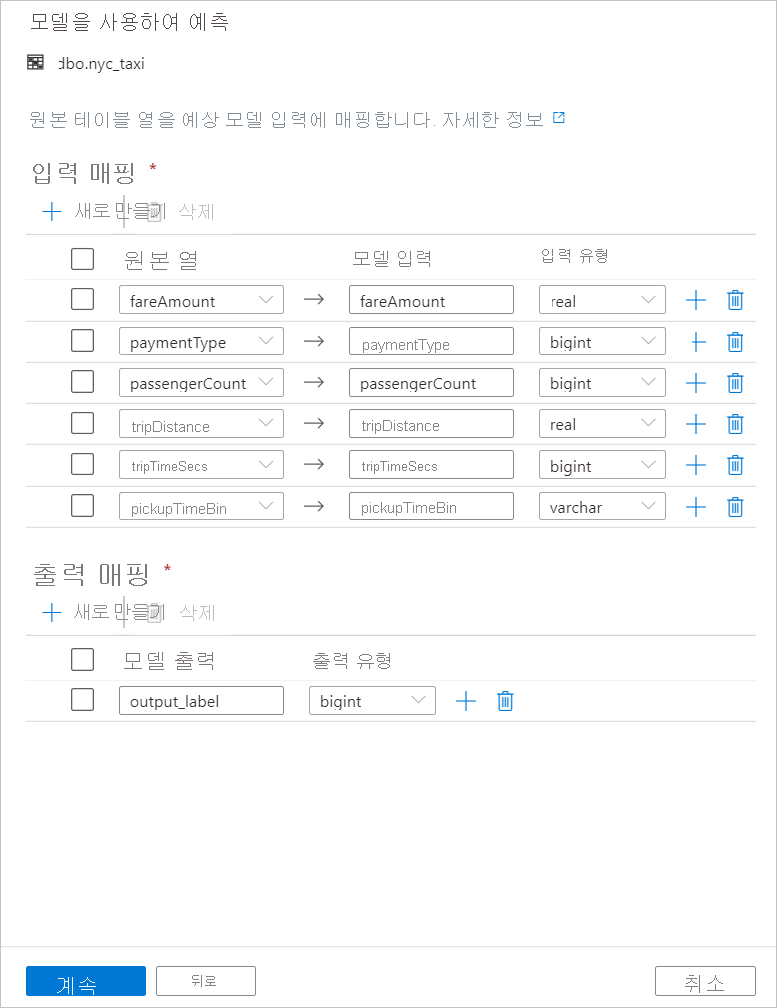 모델을 사용하여 예측
dbo.nyc_taxi
원본 테이블 열을 예상 모델 입력에 매핑합니다. 자세한 정보
입력 매핑 *
새로 만들기 삭제
원본 열 모델 입력 입력 유형
fareAmount fareAmount real
paymentType paymentType bigint
passengerCount passengerCount bigint
tripDistance tripDistance real
tripTimeSecs tripTimeSecs bigint
pickupTimeBin pickupTimeBin varchar
출력 매핑 *
새로 만들기 삭제
모델 출력 출력 유형
output_label bigint
계속 뒤로 취소